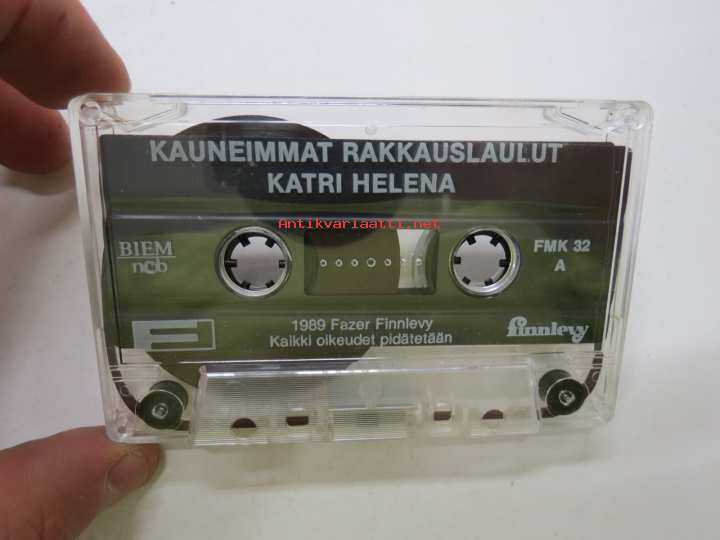 KAUNEIMMAT RAKKAUSLAULUT
KATRI HELENA
Antikvariaatti.net
BIEM
ncb
FMK 32
A
1989 Fazer Finnlevy
Kaikki oikeudet pidätetään
finnlevy